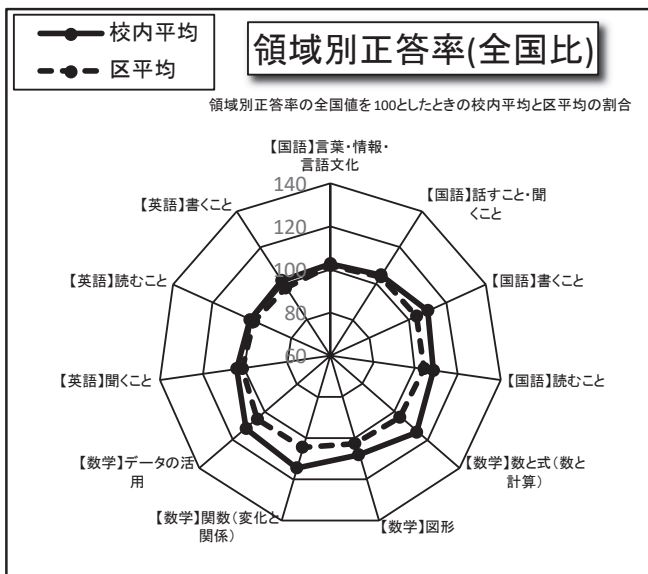 校内平均
区平均
領域別正答率(全国比)
領域別正答率の全国値を100としたときの校内平均と区平均の割合
【国語】言葉・情報・
言語文化
【国語】話すこと・聞
くこと
【国語】書くこと
【国語】読むこと
【数学】数と式(数と
計算)
【数学】図形
【数学】関数(変化と
関係)
【数学】データの活
用
【英語】聞くこと
【英語】読むこと
【英語】書くこと
140
120
100
80
60